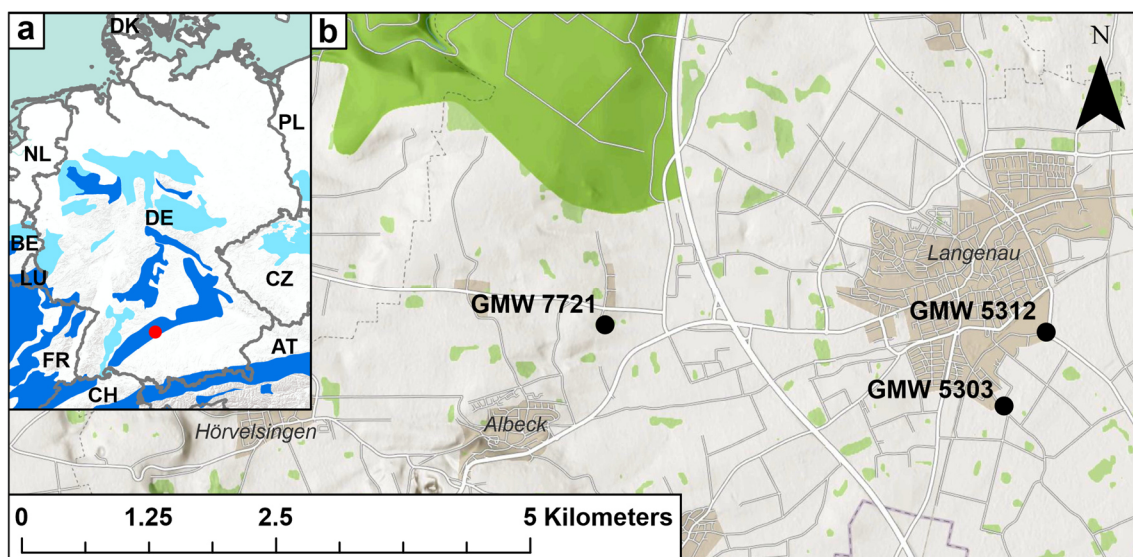 a
DK
PL
NL
DE
BE
LU
CZ
FR
AT
CH
b
N
Langenau
GMW 7721
GMW 5312
GMW 5303
Hörvelsingen
Albeck
0 1.25 2.5 5 Kilometers